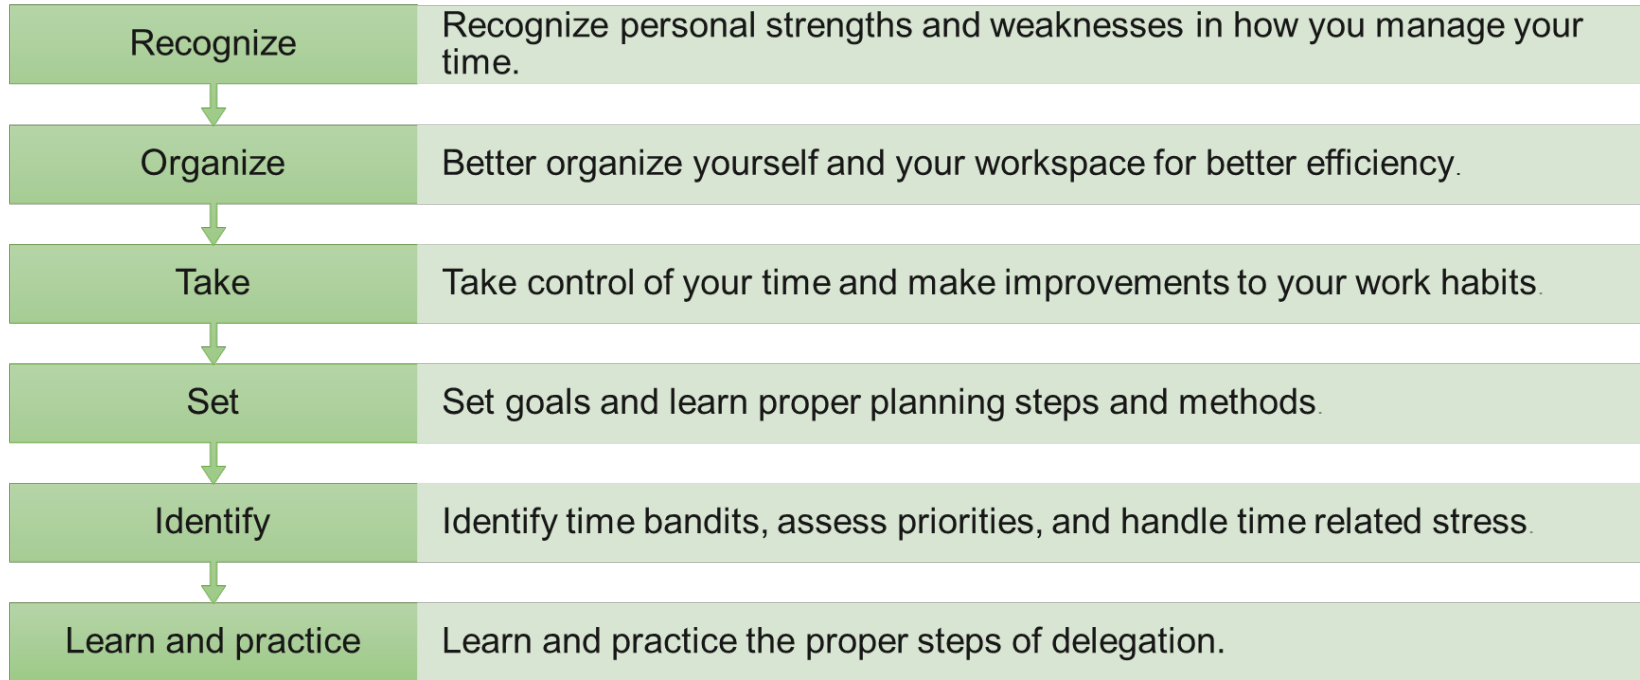 Recognize
Recognize personal strengths and weaknesses in how you manage your
time.
Organize
Better organize yourself and your workspace for better efficiency.
Take
Take control of your time and make improvements to your work habits.
Set
Set goals and learn proper planning steps and methods.
Identify
Identify time bandits, assess priorities, and handle time related stress.
Learn and practice
Learn and practice the proper steps of delegation.